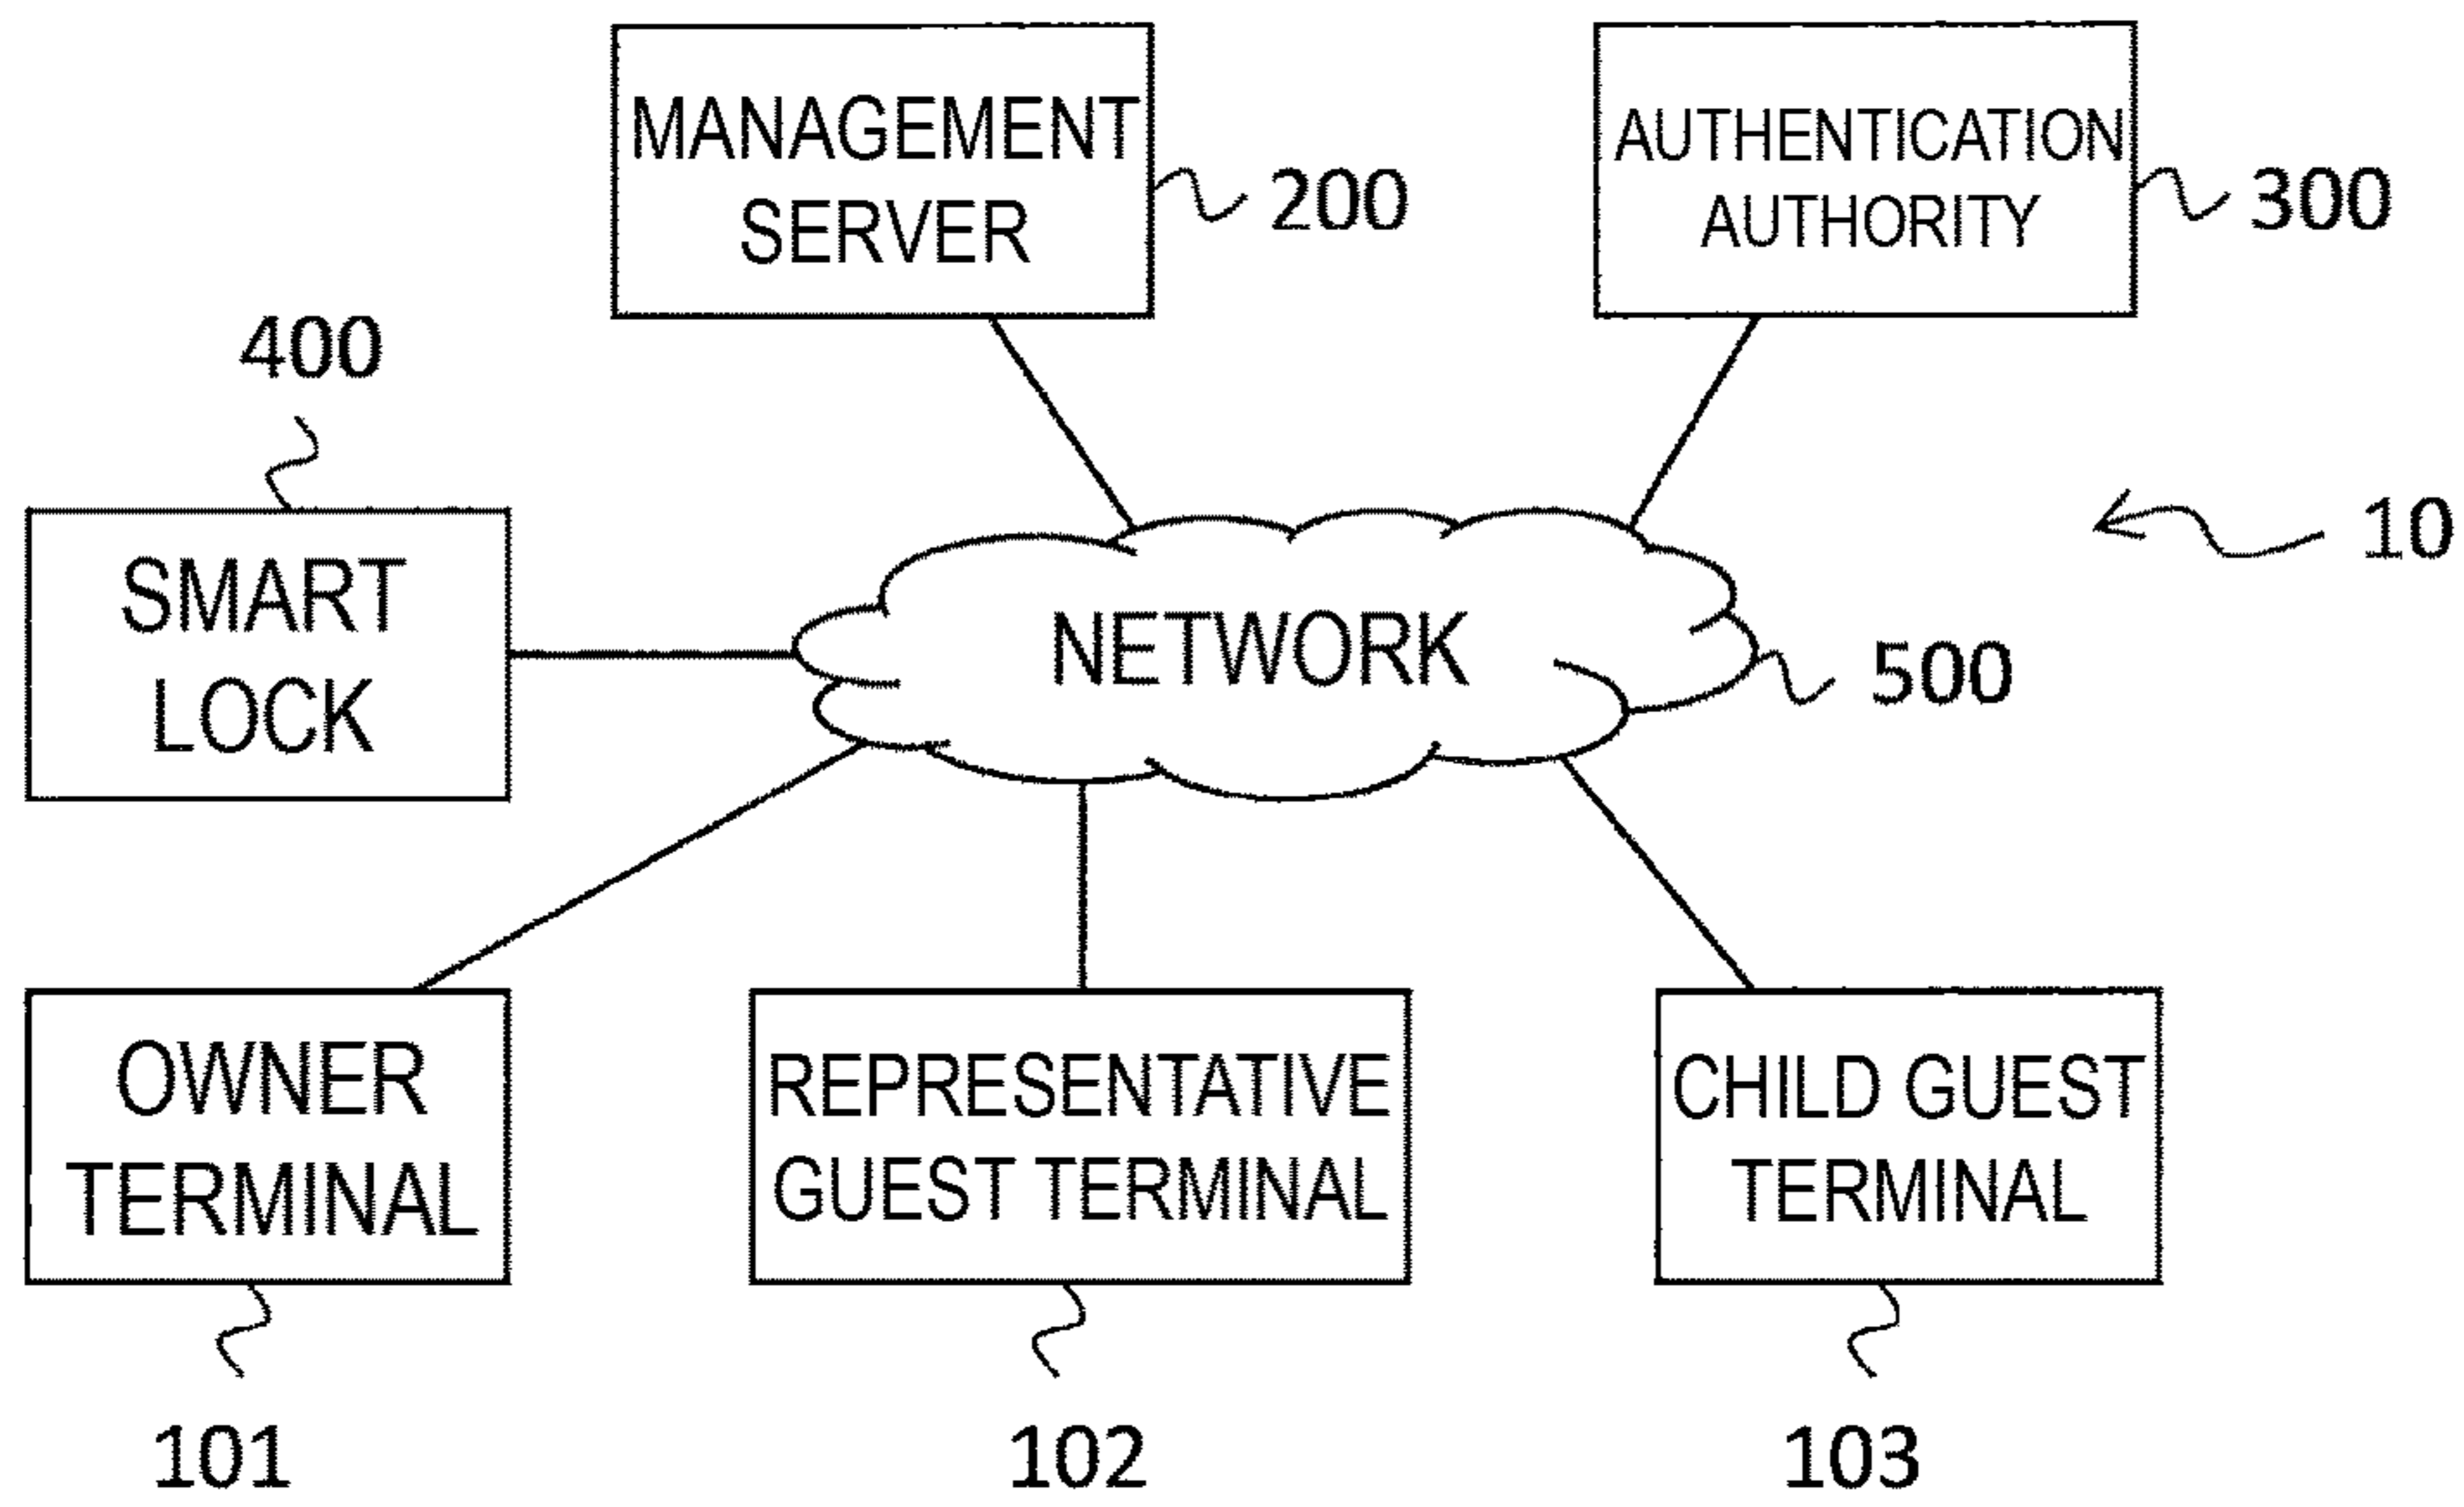 MANAGEMENT
SERVER
200
AUTHENTICATION
AUTHORITY
300
400
SMART
LOCK
NETWORK
10
500
OWNER
TERMINAL
REPRESENTATIVE
GUEST TERMINAL
CHILD GUEST
TERMINAL
101
102
103